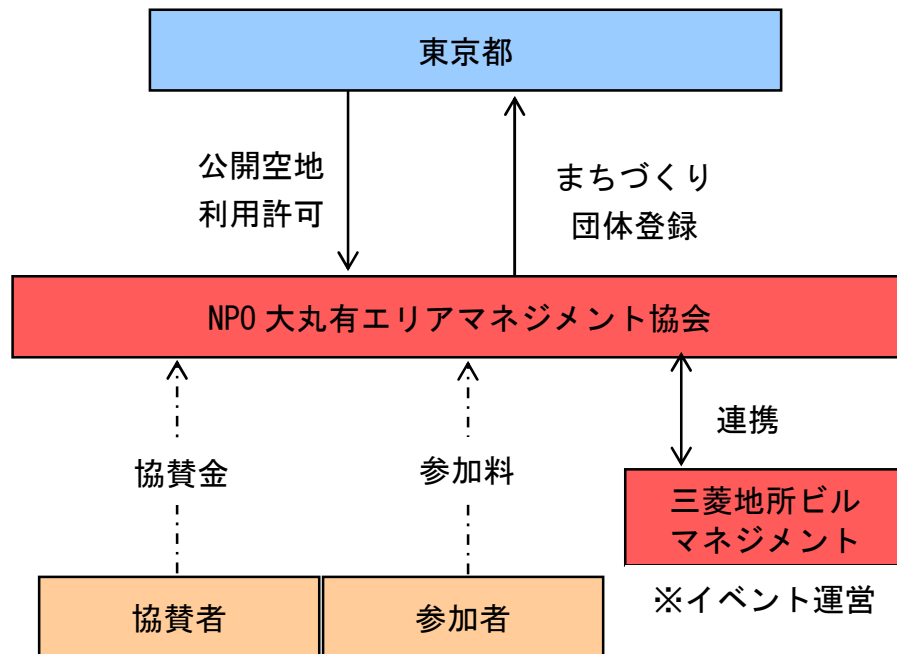 東京都
公開空地
利用許可
まちづくり
団体登録
NPO 大丸有エリアマネジメント協会
連携
協賛金
参加料
三菱地所ビル
マネジメント
※イベント運営
協賛者
参加者